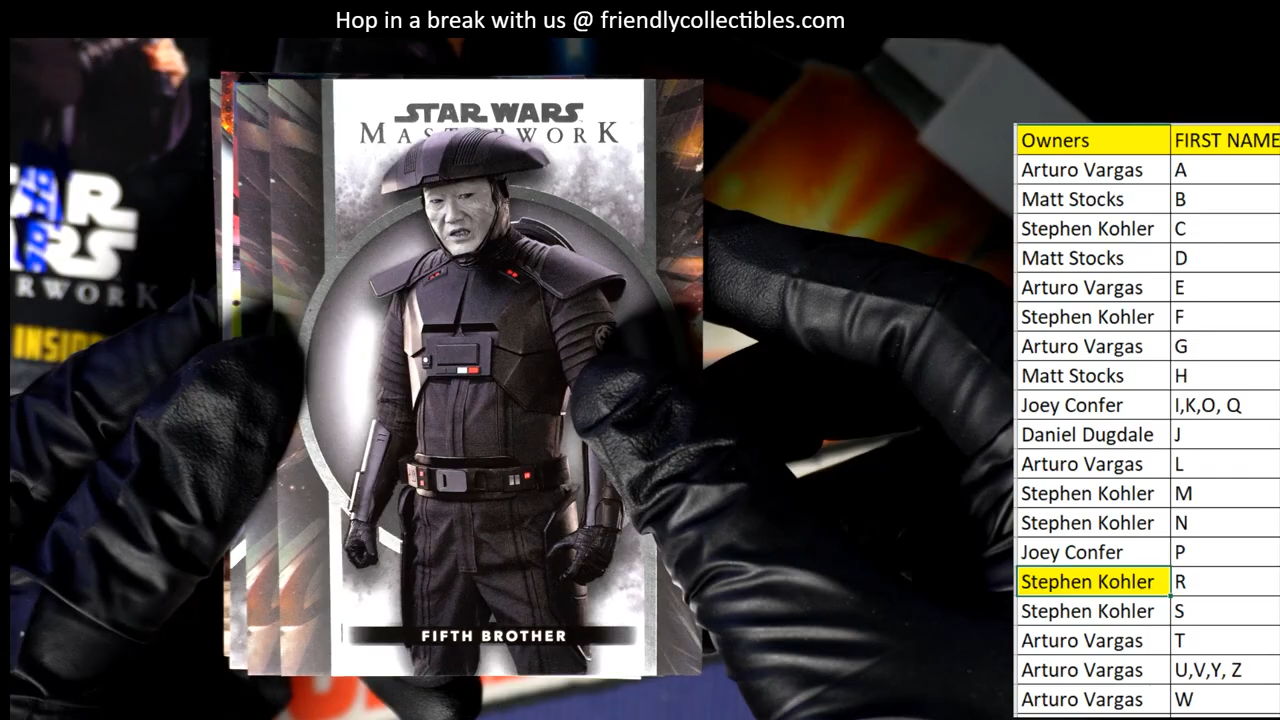 Hop in a break with us @ friendlycollectibles.com
STAR WARS
MASTERWORK
FIFTH BROTHER
RWORK
Owners FIRST NAME
Arturo Vargas A
Matt Stocks B
Stephen Kohler C
Matt Stocks D
Arturo Vargas E
Stephen Kohler F
Arturo Vargas G
Matt Stocks H
Joey Confer I,K,O, Q
Daniel Dugdale J
Arturo Vargas L
Stephen Kohler M
Stephen Kohler N
Joey Confer P
Stephen Kohler R
Stephen Kohler S
Arturo Vargas T
Arturo Vargas U,V,Y, Z
Arturo Vargas W